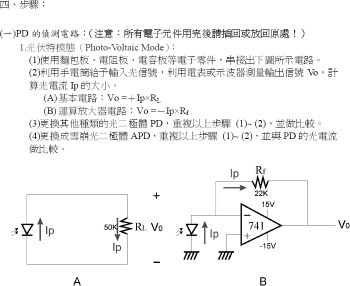 四、步驟：
(一)PD 的偵測電路：（注意：所有電子元件用完後請插回或放回原處！）
1.光伏特模態（Photo-Voltaic Mode）:
(1)使用麵包板、電阻板、電容板等電子零件，串接出下圖所示電路。
(2)利用手電筒給予輸入光信號，利用電表或示波器測量輸出信號 Vo，計
算光電流 Ip 的大小。
(A)基本電路：Vo =＋Ip×RL
(B)運算放大器電路：Vo =－Ip×Rf
(3)更換其他種類的光二極體 PD，重複以上步驟 (1)~ (2)，並做比較。
(4)更換成雪崩光二極體 APD，重複以上步驟 (1)~ (2)，並與 PD 的光電流
做比較。
Ip
50K
RL
Ip
+
V0
−
A
Ip
Rf
22K
Ip
15V
−
741
+
-15V
V0
B